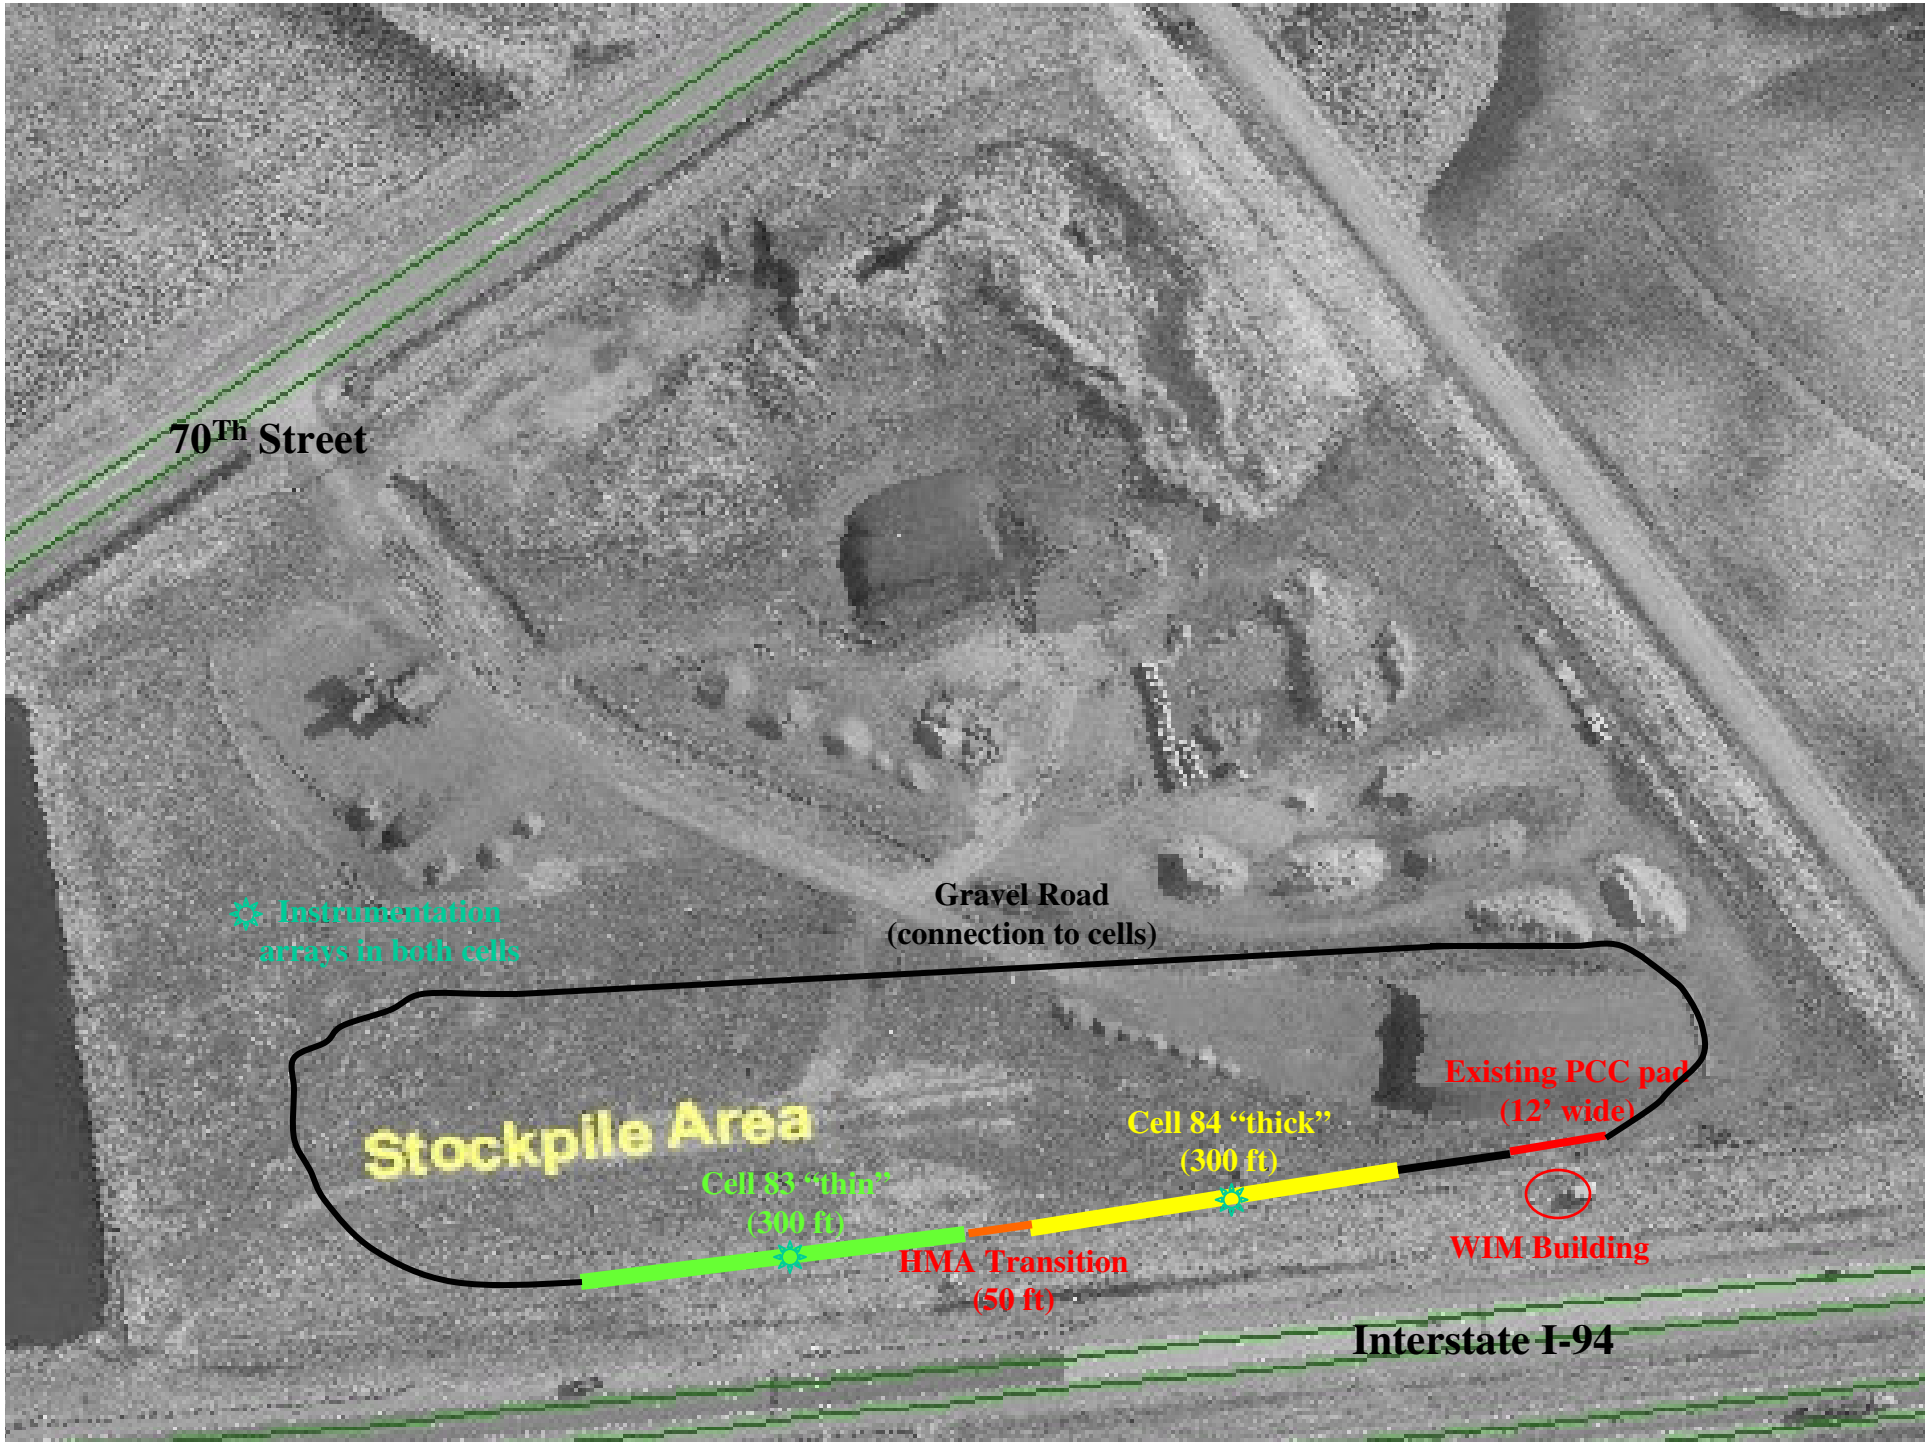 70Th Street
Gravel Road
(connection to cells)
Instrumentation
arrays in both cells
Existing PCC pad
(12’ wide)
Stockpile Area
Cell 84 “thick”
(300 ft)
Cell 83 “thin”
(300 ft)
HMA Transition
(50 ft)
WIM Building
Interstate I-94